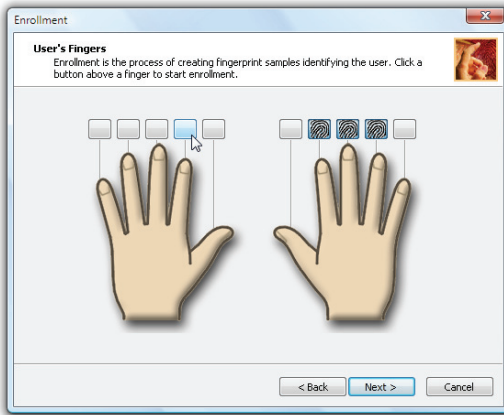 Enrollment
User's Fingers
Enrollment is the process of creating fingerprint samples identifying the user. Click a
button above a finger to start enrollment.
< Back
Next >
Cancel